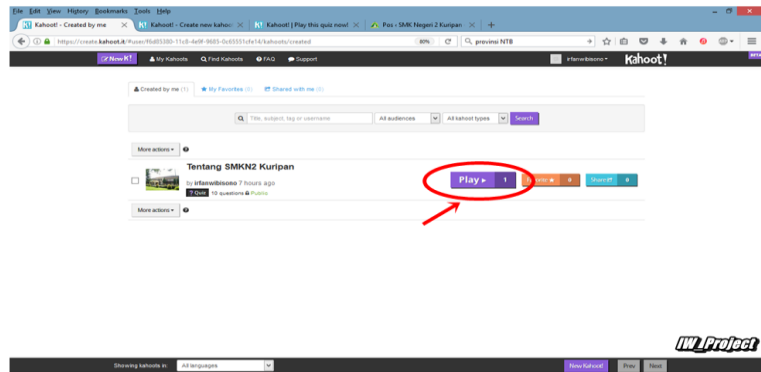 File Edit View History Bookmarks Tools Help
Kahoot! - Created by me Kahoot! - Create new kahoot Kahoot! | Play this quiz now! Pos - SMK Negeri 2 Kuripan
https://create.kahoot.it/#user/f6d85380-11c8-4e9f-9685-0c65551cfe14/kahoots/created 80% provinsi NTB
New K! My Kahoots Find Kahoots FAQ Support irfanwibisono Kahoot! BETA
Created by me (1) My Favorites (0) Shared with me (0)
Title, subject, tag or username All audiences All kahoot types Search
More actions
Tentang SMKN2 Kuripan
by irfanwibisono 7 hours ago
? Quiz 10 questions Public
Play 1 0 Share 0
More actions
IW_Project
Showing kahoots in: All languages New Kahoot! Prev Next